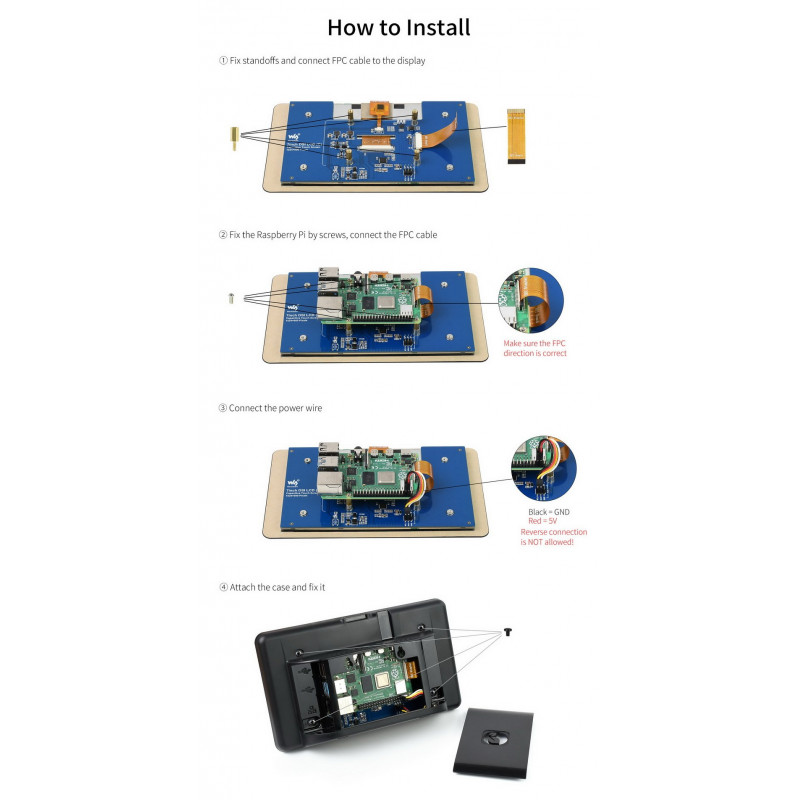 How to Install
① Fix standoffs and connect FPC cable to the display
② Fix the Raspberry Pi by screws, connect the FPC cable
Make sure the FPC
direction is correct
③ Connect the power wire
Black = GND
Red = 5V
Reverse connection
is NOT allowed!
④ Attach the case and fix it